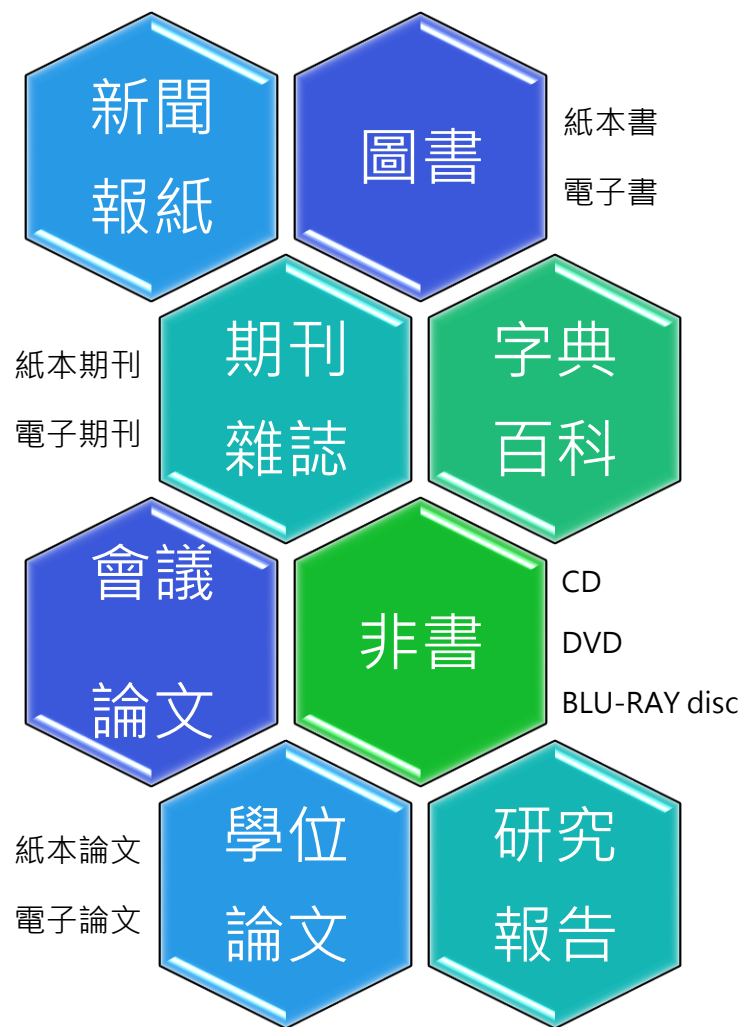 新聞
報紙
圖書
紙本書
電子書
紙本期刊
電子期刊
期刊
雜誌
字典
百科
會議
論文
非書
CD
DVD
BLU-RAY disc
紙本論文
電子論文
學位
論文
研究
報告